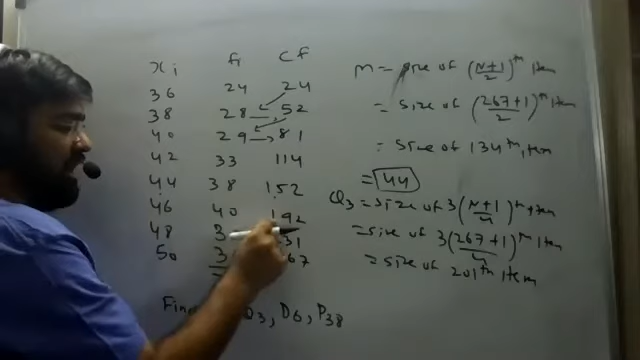 xi fi cf
36 24 24
38 28 52
40 29 81
42 33 114
44 38 152
46 40 192
48 3 31
50 3 67
Fin Q3, D6, P38
M = size of (N+1/2)th Item
= size of (267+1/2)th Item
= size of 134th Item
= 44
Q3 = size of 3(N+1/4)th Item
= size of 3(267+1/4)th Item
= size of 201th Item